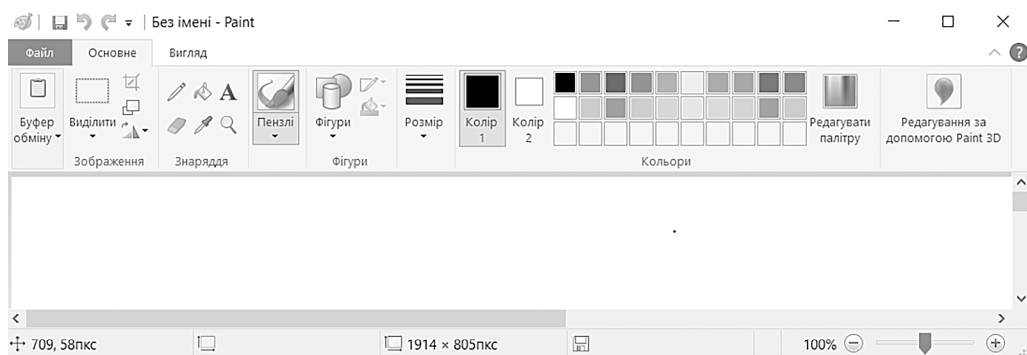 Без імені - Paint
Файл Основне Вигляд
?
Буфер обміну
Виділити
Зображення
A
Знаряддя
Пензлі
Фігури
Фігури
Розмір
Колір 1
Колір 2
Кольори
Редагувати палітру
Редагування за допомогою Paint 3D
709, 58пкс
1914 × 805пкс
100%